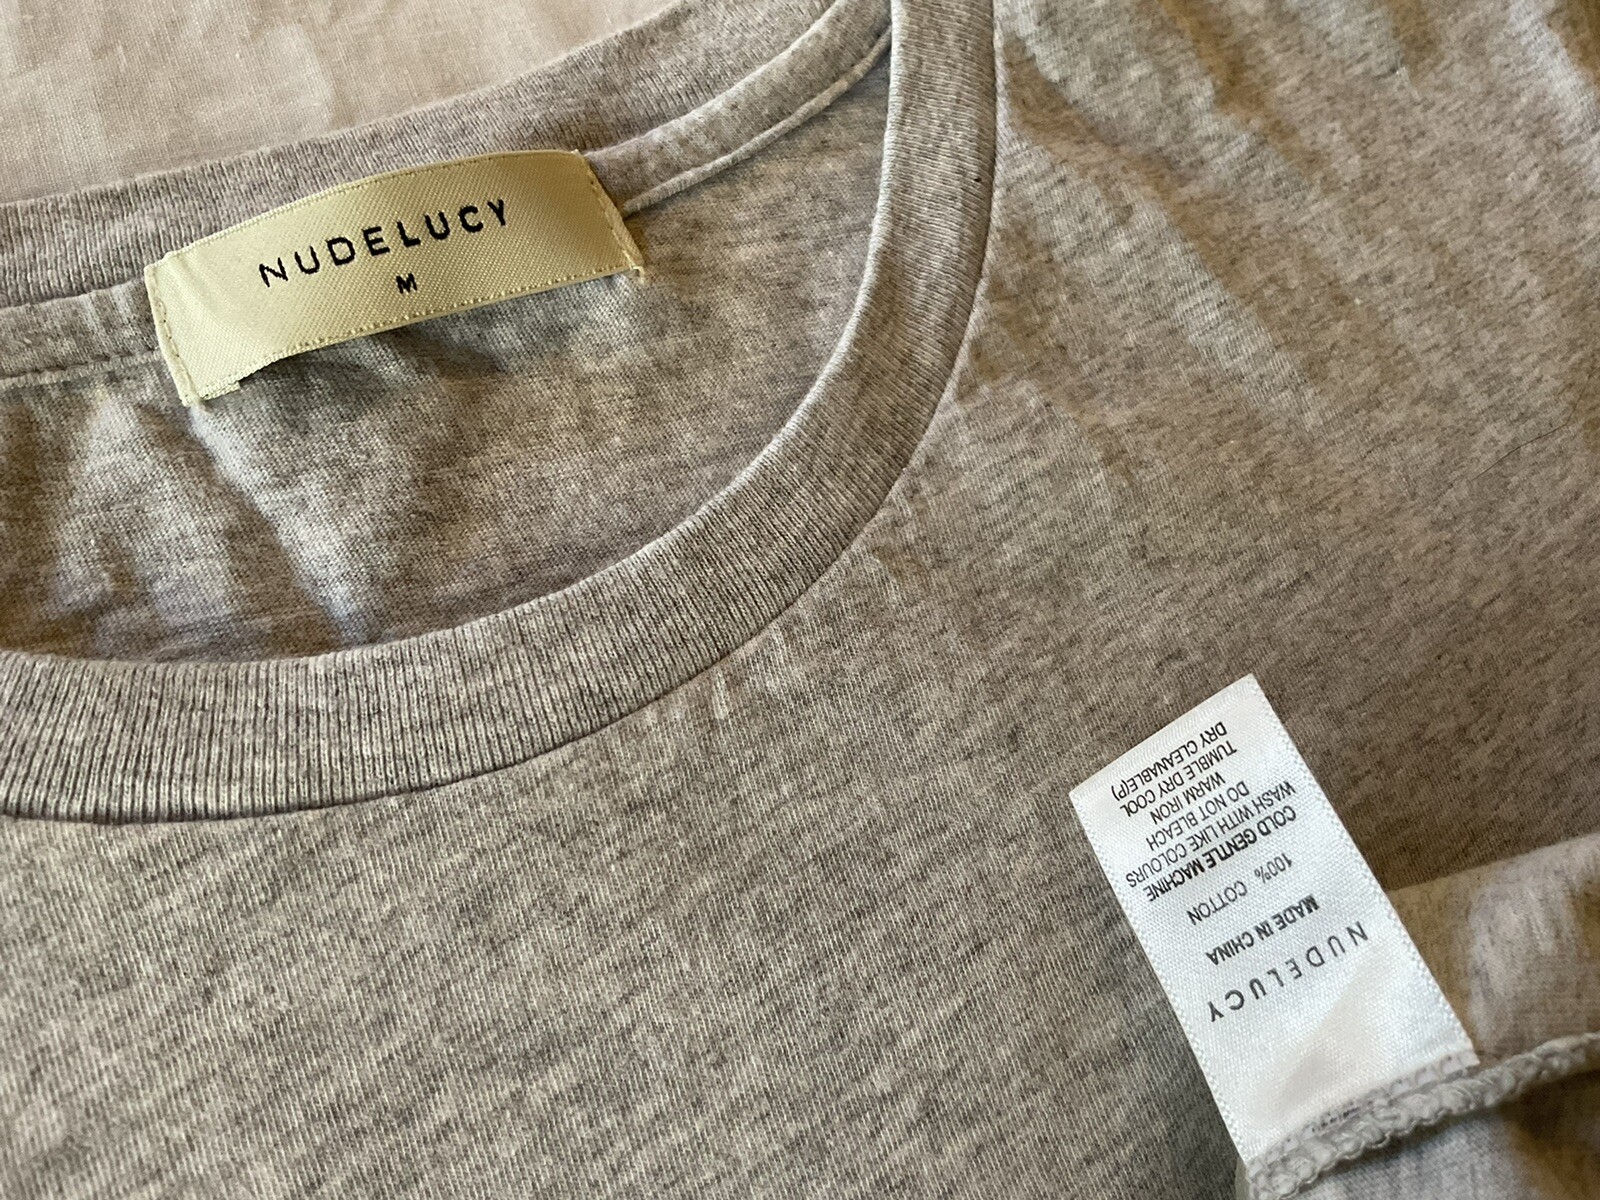 NUDELUCY
M
NUDELUCY
MADE IN CHINA
100% COTTON
COLD GENTLE MACHINE
WASH WITH LIKE COLOURS
DO NOT BLEACH
WARM IRON
TUMBLE DRY COOL
DRY CLEANABLE(P)